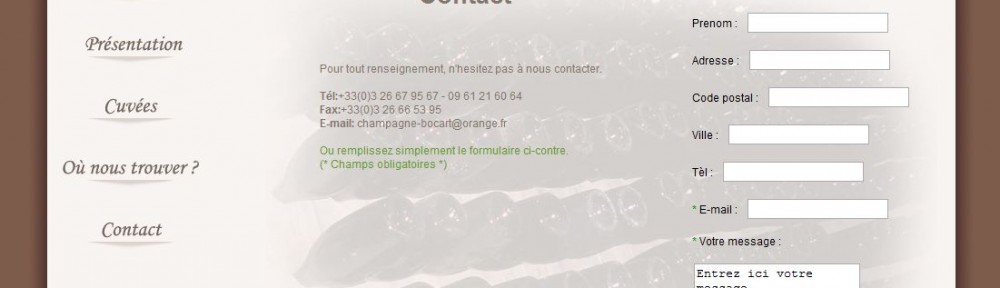 Contact
Présentation
Cuvées
Où nous trouver ?
Contact
Pour tout renseignement, n'hesitez pas à nous contacter.
Tél:+33(0)3 26 67 95 67 - 09 61 21 60 64
Fax:+33(0)3 26 66 53 95
E-mail: champagne-bocart@orange.fr
Ou remplissez simplement le formulaire ci-contre.
(* Champs obligatoires *)
Prenom :
Adresse :
Code postal :
Ville :
Tèl :
* E-mail :
* Votre message :
Entrez ici votre
message